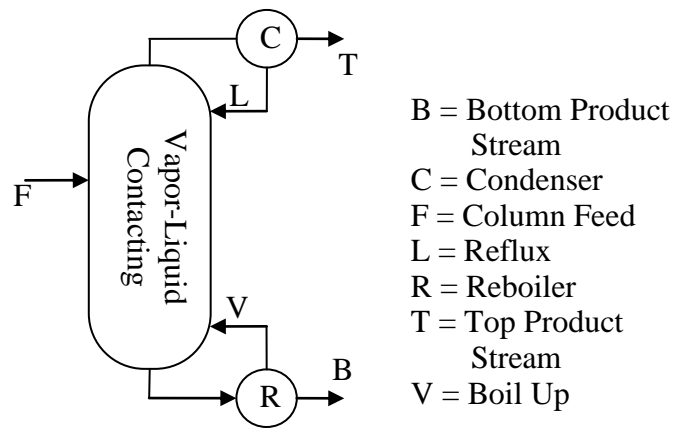 C
T
L
F
Vapor-Liquid
Contacting
V
B
R
B = Bottom Product
Stream
C = Condenser
F = Column Feed
L = Reflux
R = Reboiler
T = Top Product
Stream
V = Boil Up